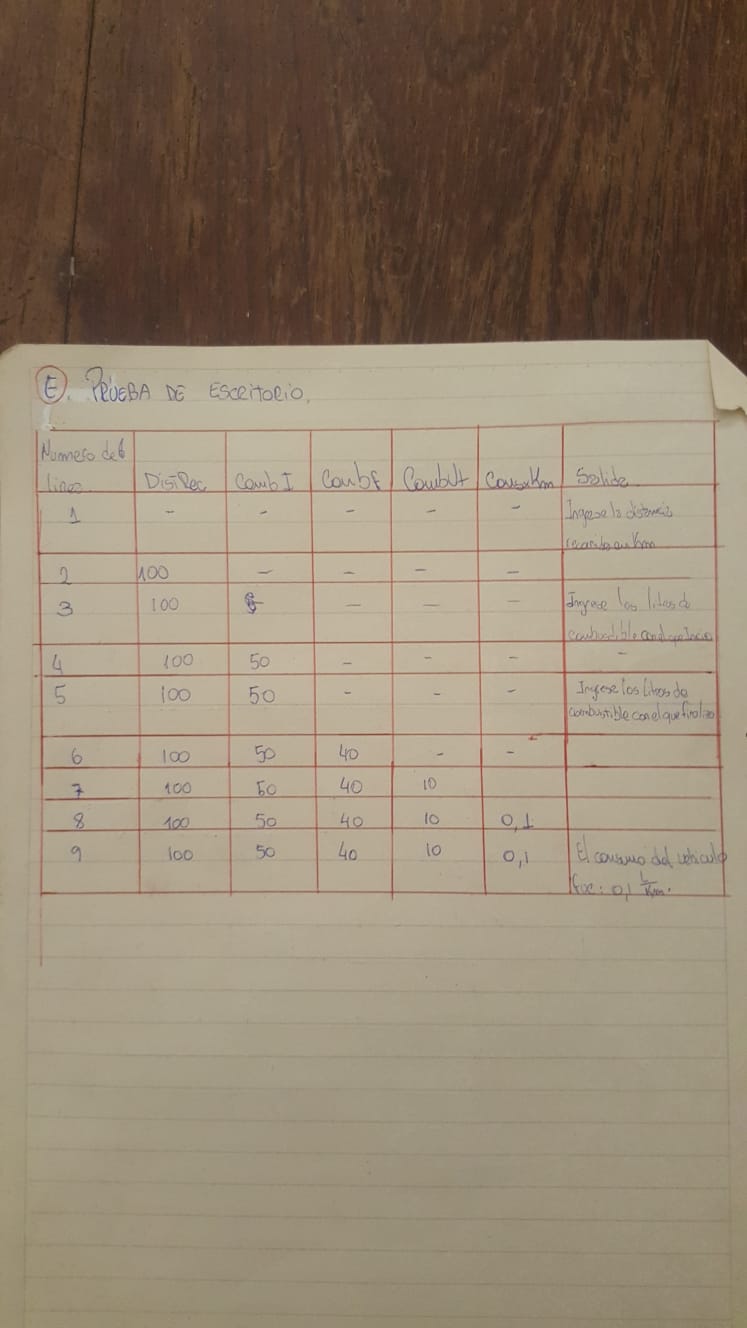 E. PRUEBA DE ESCRITORIO.
Numero de
linea DistRec CombI Combf CombUt ConsxKm Salida
1 - - - - - Ingrese la distancia
en Km
2 100 - - - -
3 100 - - - Ingrese los litros de
combustible con el que inicio
4 100 50 - - - -
5 100 50 - - - Ingrese los Litros de
combustible con el que finalizo
6 100 50 40 - -
7 100 50 40 10
8 100 50 40 10 0,1
9 100 50 40 10 0,1 El consumo del vehiculo
fue: 0,1 L/Km.